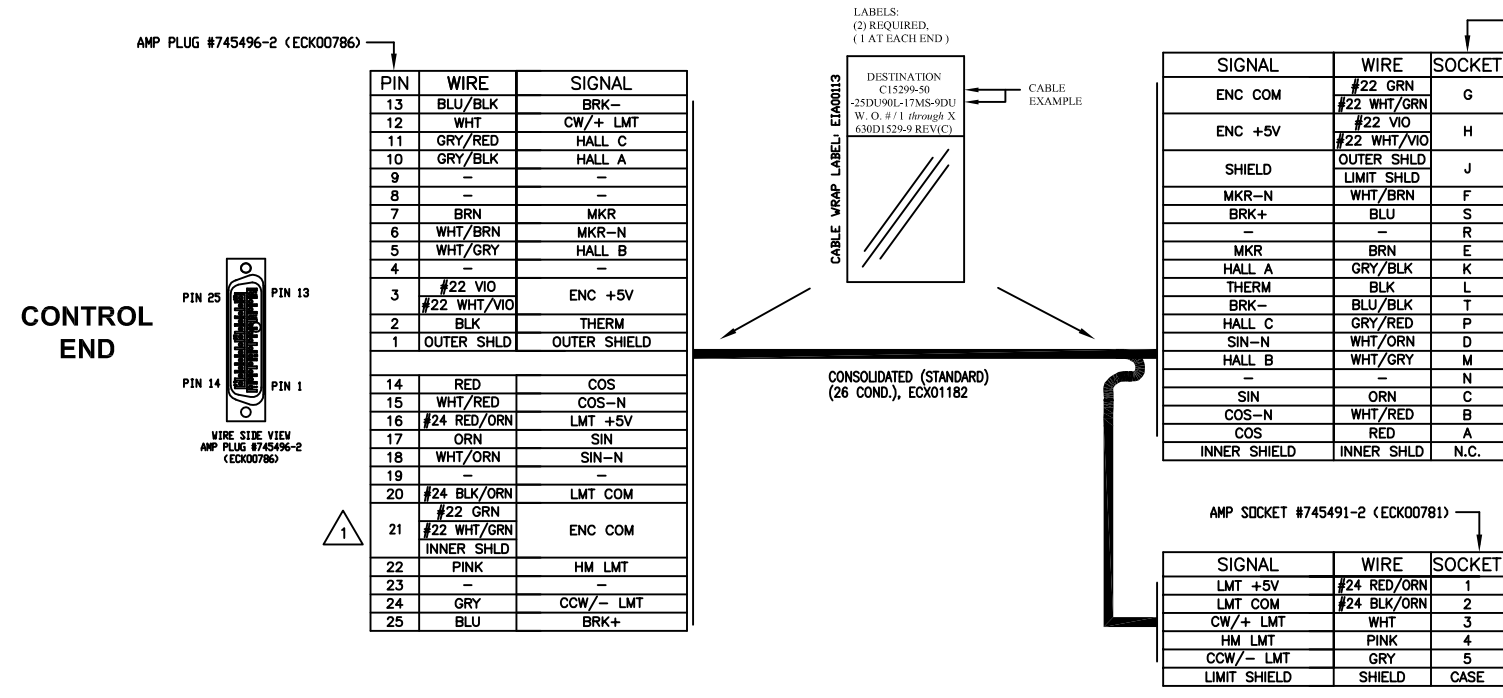 LABELS:
(2) REQUIRED,
( 1 AT EACH END )
AMP PLUG #745496-2 (ECK00786)
PIN WIRE SIGNAL
13 BLU/BLK BRK−
12 WHT CW/+ LMT
11 GRY/RED HALL C
10 GRY/BLK HALL A
9 − −
8 − −
7 BRN MKR
6 WHT/BRN MKR−N
5 WHT/GRY HALL B
4 − −
3 #22 VIO ENC +5V
#22 WHT/VIO
2 BLK THERM
1 OUTER SHLD OUTER SHIELD
14 RED COS
15 WHT/RED COS−N
16 #24 RED/ORN LMT +5V
17 ORN SIN
18 WHT/ORN SIN−N
19 − −
20 #24 BLK/ORN LMT COM
#22 GRN
21 #22 WHT/GRN ENC COM
INNER SHLD
22 PINK HM LMT
23 − −
24 GRY CCW/− LMT
25 BLU BRK+
1
CONTROL
END
PIN 25
PIN 13
PIN 14
PIN 1
WIRE SIDE VIEW
AMP PLUG #745496-2
(ECK00786)
CABLE WRAP LABEL: EIA00113
DESTINATION
C15299-50
-25DU90L-17MS-9DU
W. O. # / 1 through X
630D1529-9 REV(C)
CABLE
EXAMPLE
CONSOLIDATED (STANDARD)
(26 COND.), ECX01182
SIGNAL WIRE SOCKET
ENC COM #22 GRN G
#22 WHT/GRN
ENC +5V #22 VIO H
#22 WHT/VIO
SHIELD OUTER SHLD J
LIMIT SHLD
MKR−N WHT/BRN F
BRK+ BLU S
− − R
MKR BRN E
HALL A GRY/BLK K
THERM BLK L
BRK− BLU/BLK T
HALL C GRY/RED P
SIN−N WHT/ORN D
HALL B WHT/GRY M
− − N
SIN ORN C
COS−N WHT/RED B
COS RED A
INNER SHIELD INNER SHLD N.C.
AMP SOCKET #745491-2 (ECK00781)
SIGNAL WIRE SOCKET
LMT +5V #24 RED/ORN 1
LMT COM #24 BLK/ORN 2
CW/+ LMT WHT 3
HM LMT PINK 4
CCW/− LMT GRY 5
LIMIT SHIELD SHIELD CASE